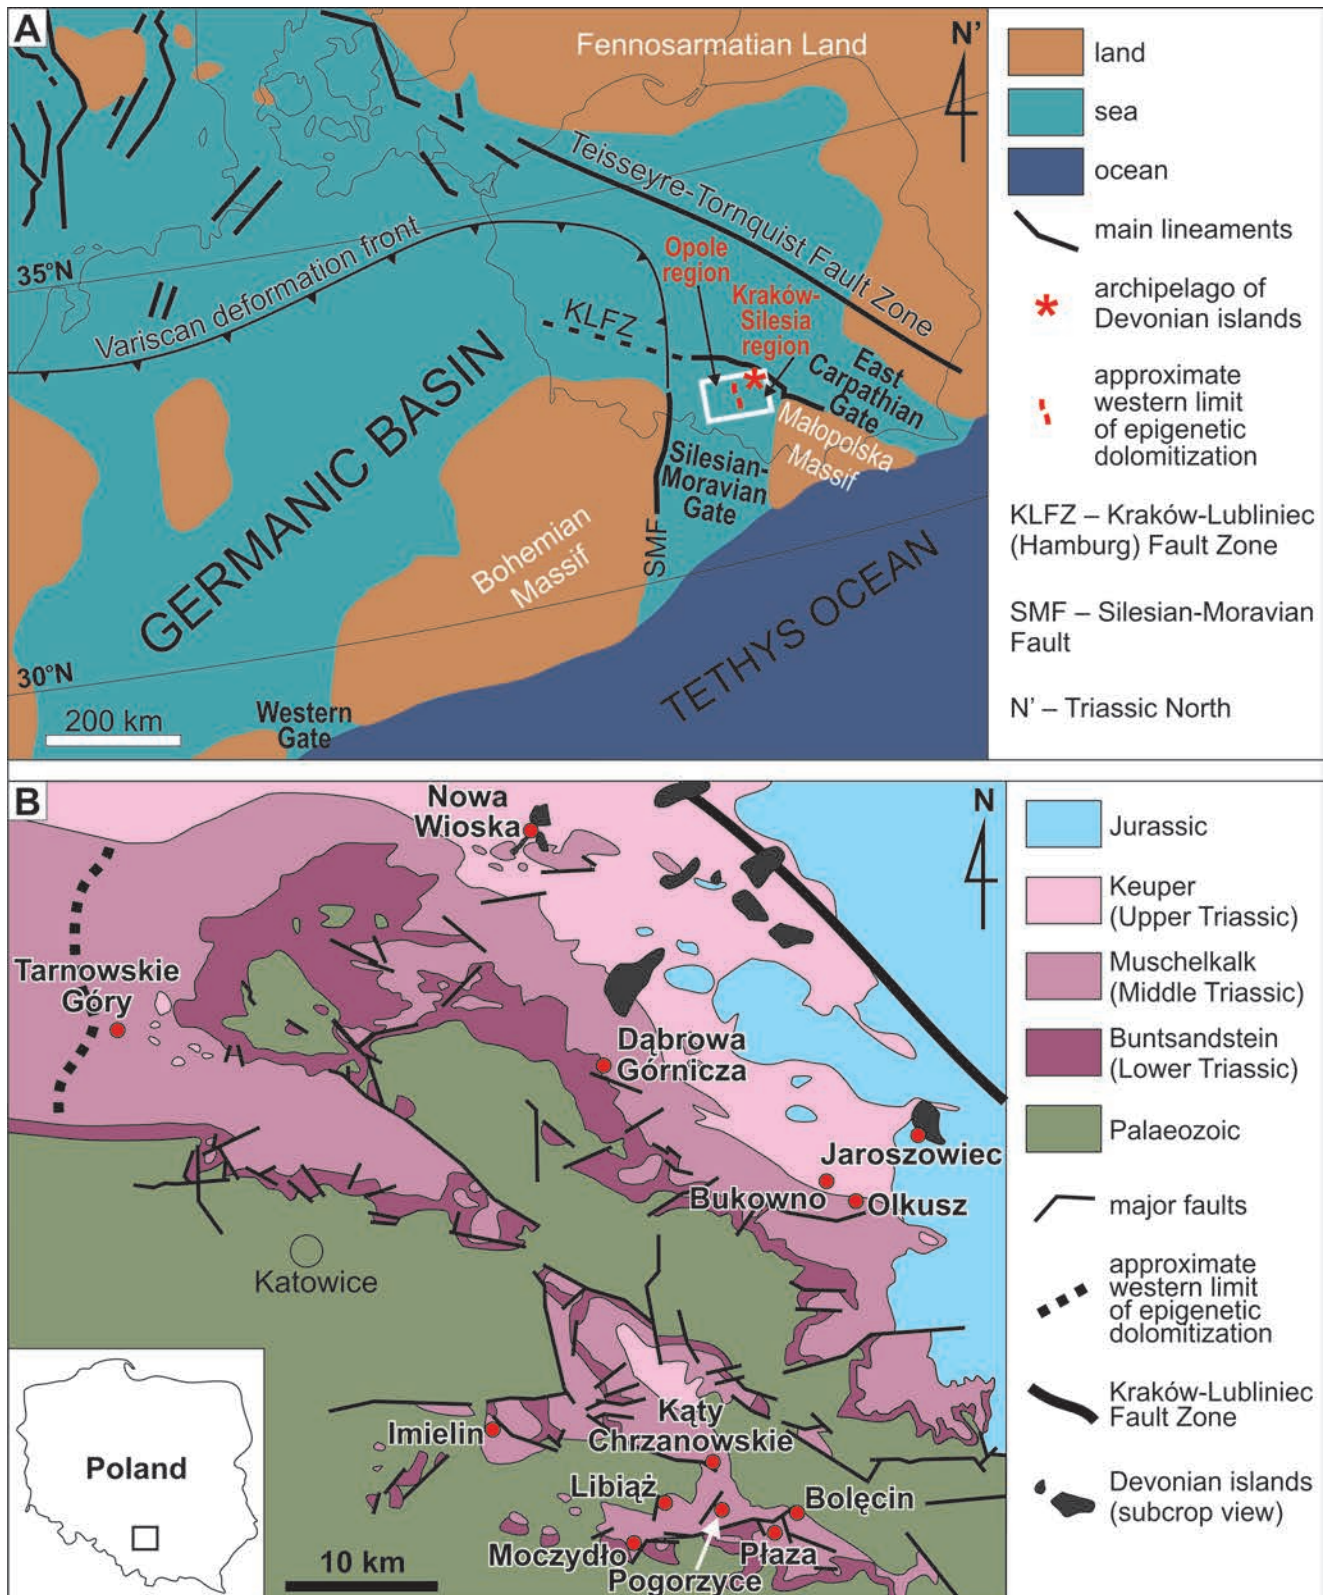 A
Fennosarmatian Land
N'
Teisseyre-Tornquist Fault Zone
35°N
Variscan deformation front
Opole
region
Kraków-
Silesia
region
KLFZ
East
Carpathian
Gate
Małopolska
Massif
GERMANIC BASIN
Silesian-
Moravian
Gate
SMF
Bohemian
Massif
TETHYS OCEAN
30°N
200 km
Western
Gate
land
sea
ocean
main lineaments
archipelago of
Devonian islands
approximate
western limit
of epigenetic
dolomitization
KLFZ – Kraków-Lubliniec
(Hamburg) Fault Zone
SMF – Silesian-Moravian
Fault
N' – Triassic North
B
Nowa
Wioska
N
Tarnowskie
Góry
Dąbrowa
Górnicza
Jaroszowiec
Bukowno
Olkusz
Katowice
Imielin
Kąty
Chrzanowskie
Libiąż
Bolęcin
Moczydło
Płaza
Pogorzyce
Poland
10 km
Jurassic
Keuper
(Upper Triassic)
Muschelkalk
(Middle Triassic)
Buntsandstein
(Lower Triassic)
Palaeozoic
major faults
approximate
western limit
of epigenetic
dolomitization
Kraków-Lubliniec
Fault Zone
Devonian islands
(subcrop view)